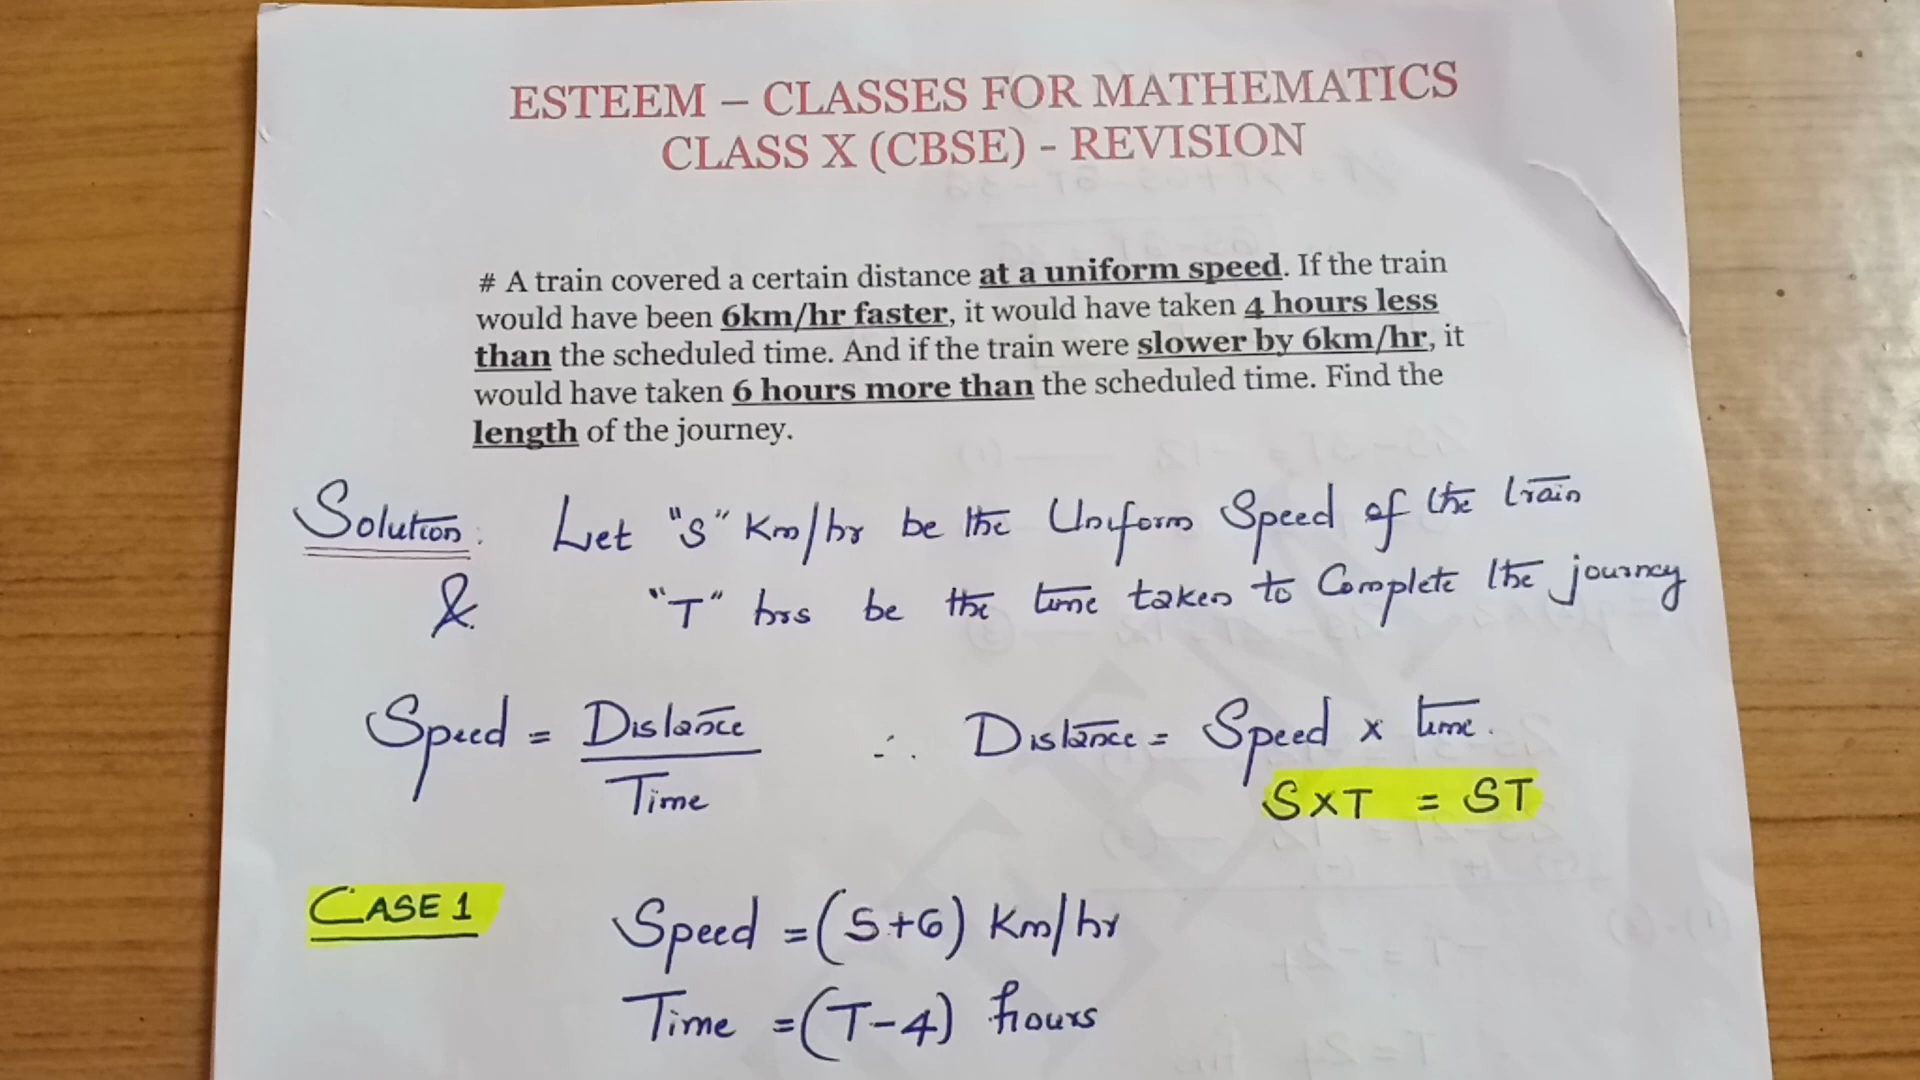 ESTEEM – CLASSES FOR MATHEMATICS
CLASS X (CBSE) - REVISION
# A train covered a certain distance at a uniform speed. If the train
would have been 6km/hr faster, it would have taken 4 hours less
than the scheduled time. And if the train were slower by 6km/hr, it
would have taken 6 hours more than the scheduled time. Find the
length of the journey.
Solution: Let "S" Km/hr be the Uniform Speed of the train
& "T" hrs be the time taken to Complete the journey
Speed = Distance / Time ∴ Distance = Speed x time.
SXT = ST
CASE 1 Speed = (S+6) Km/hr
Time = (T-4) hours